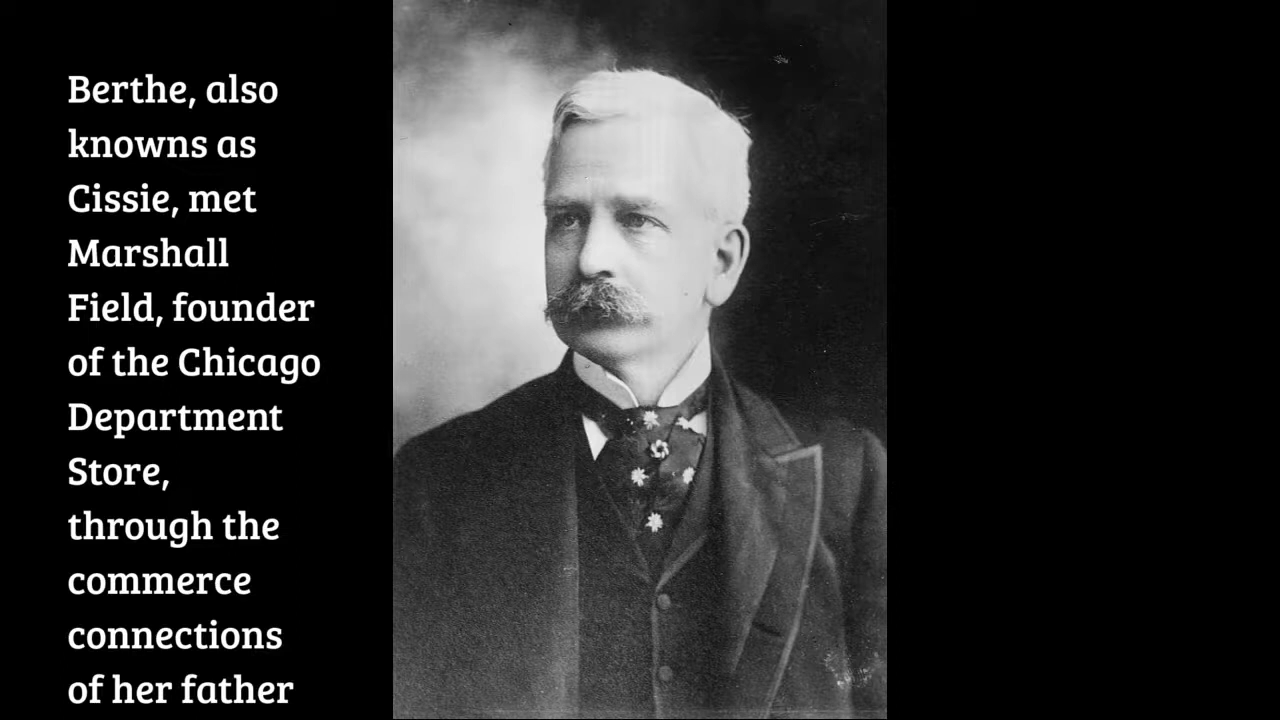 Berthe, also
knowns as
Cissie, met
Marshall
Field, founder
of the Chicago
Department
Store,
through the
commerce
connections
of her father